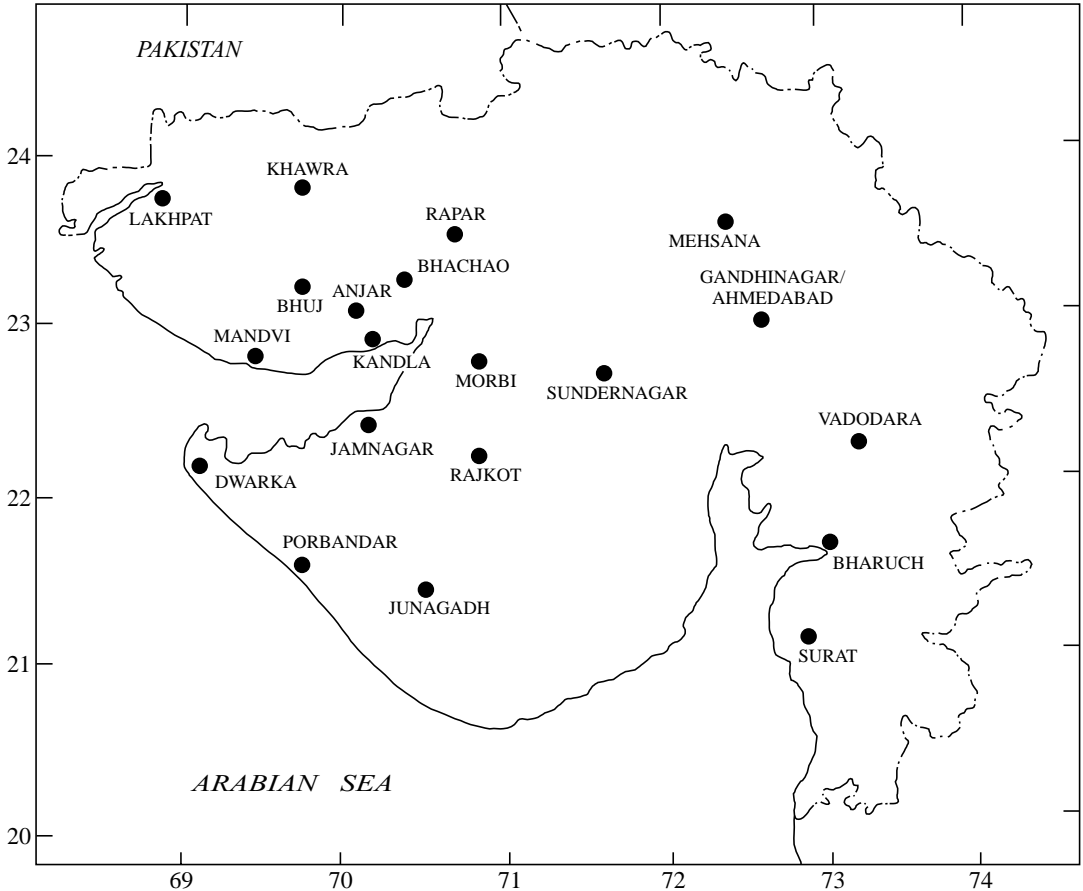 PAKISTAN
24
KHAWRA
LAKHPAT
RAPAR
MEHSANA
BHACHAO
GANDHINAGAR/
AHMEDABAD
ANJAR
BHUJ
23
MANDVI
KANDLA
MORBI
SUNDERNAGAR
VADODARA
JAMNAGAR
RAJKOT
DWARKA
22
PORBANDAR
BHARUCH
JUNAGADH
SURAT
21
ARABIAN SEA
20
69
70
71
72
73
74